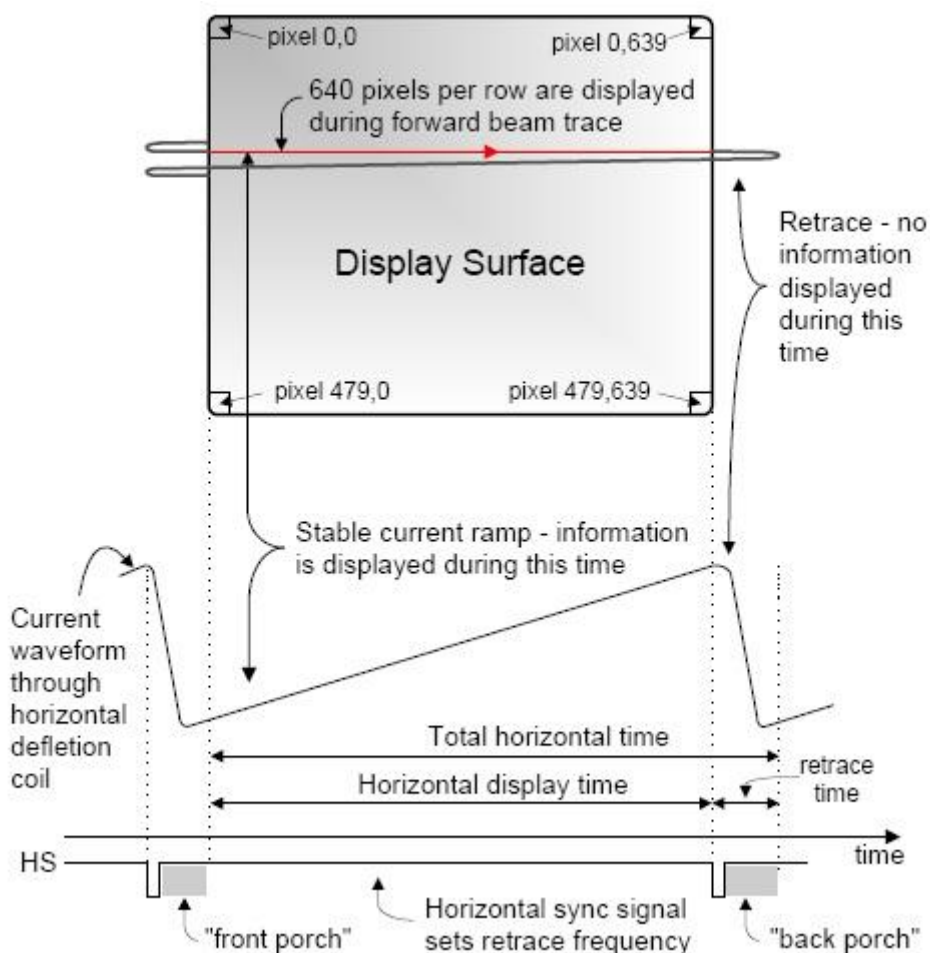 pixel 0,0
pixel 0,639
640 pixels per row are displayed
during forward beam trace
Retrace - no
information
displayed
during this
time
Display Surface
pixel 479,0
pixel 479,639
Stable current ramp - information
is displayed during this time
Current
waveform
through
horizontal
defletion
coil
Total horizontal time
Horizontal display time
retrace
time
time
HS
"front porch"
Horizontal sync signal
sets retrace frequency
"back porch"